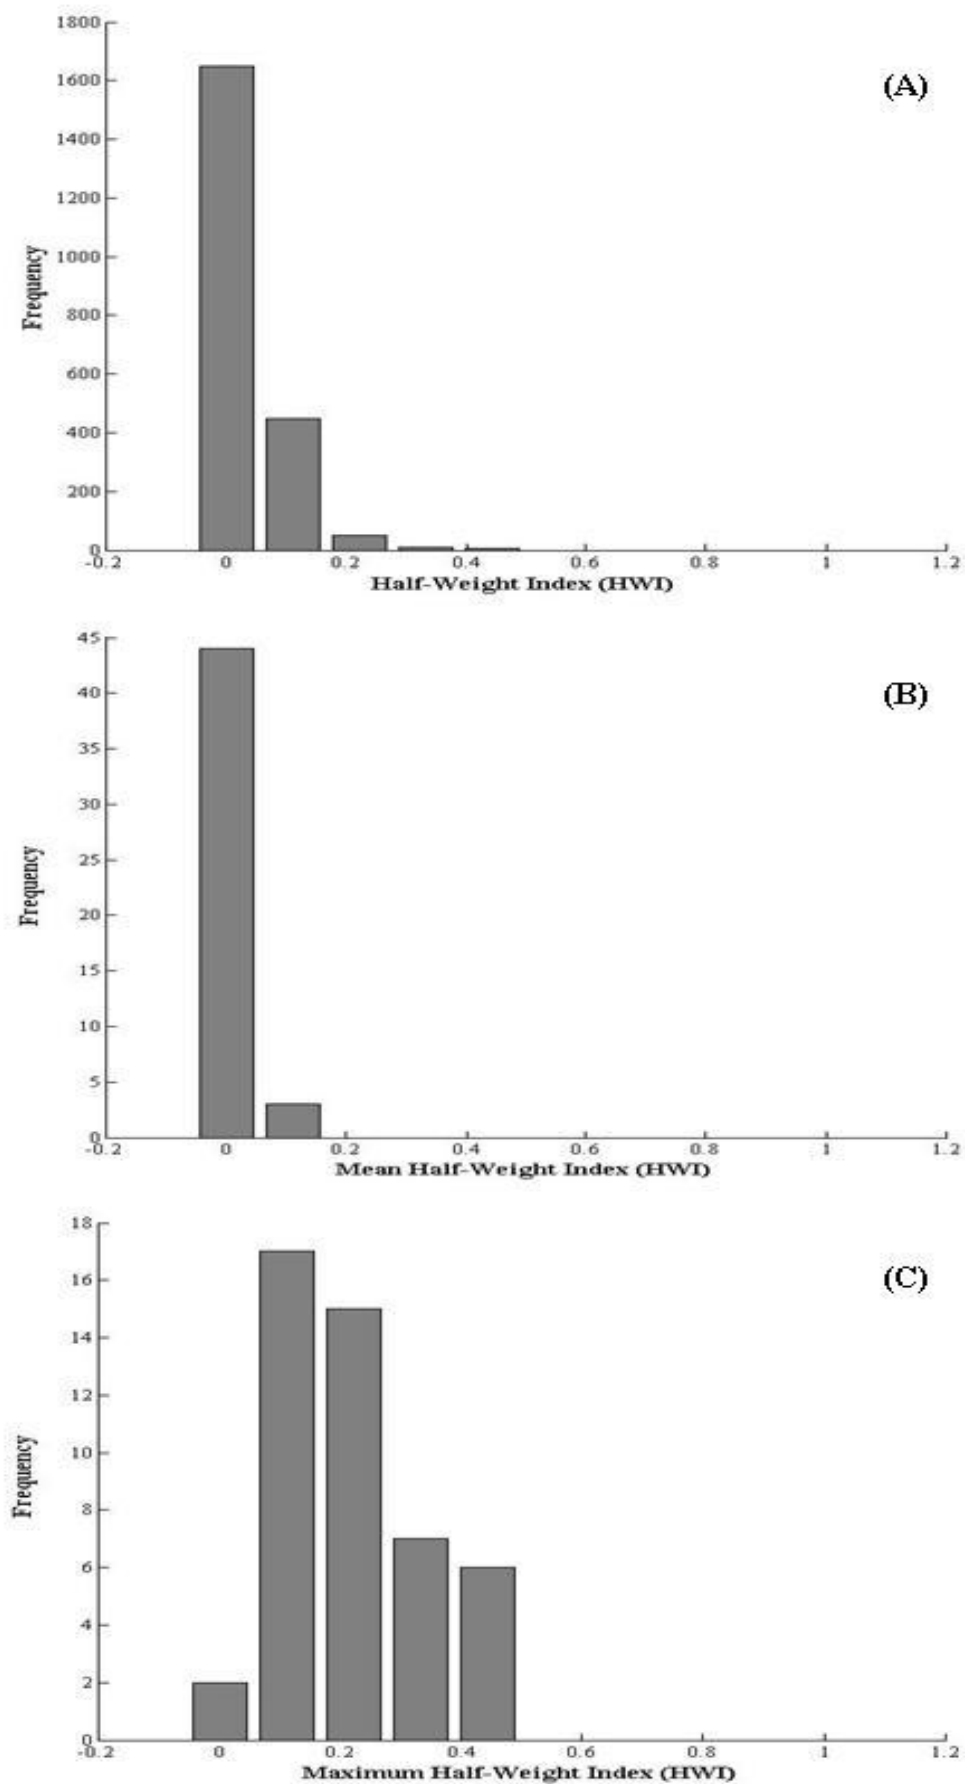 1800
1600
1400
1200
1000
800
600
400
200
0
Frequency
(A)
-0.2 0 0.2 0.4 0.6 0.8 1 1.2
Half-Weight Index (HWI)
45
40
35
30
25
20
15
10
5
0
Frequency
(B)
-0.2 0 0.2 0.4 0.6 0.8 1 1.2
Mean Half-Weight Index (HWI)
18
16
14
12
10
8
6
4
2
0
Frequency
(C)
-0.2 0 0.2 0.4 0.6 0.8 1 1.2
Maximum Half-Weight Index (HWI)